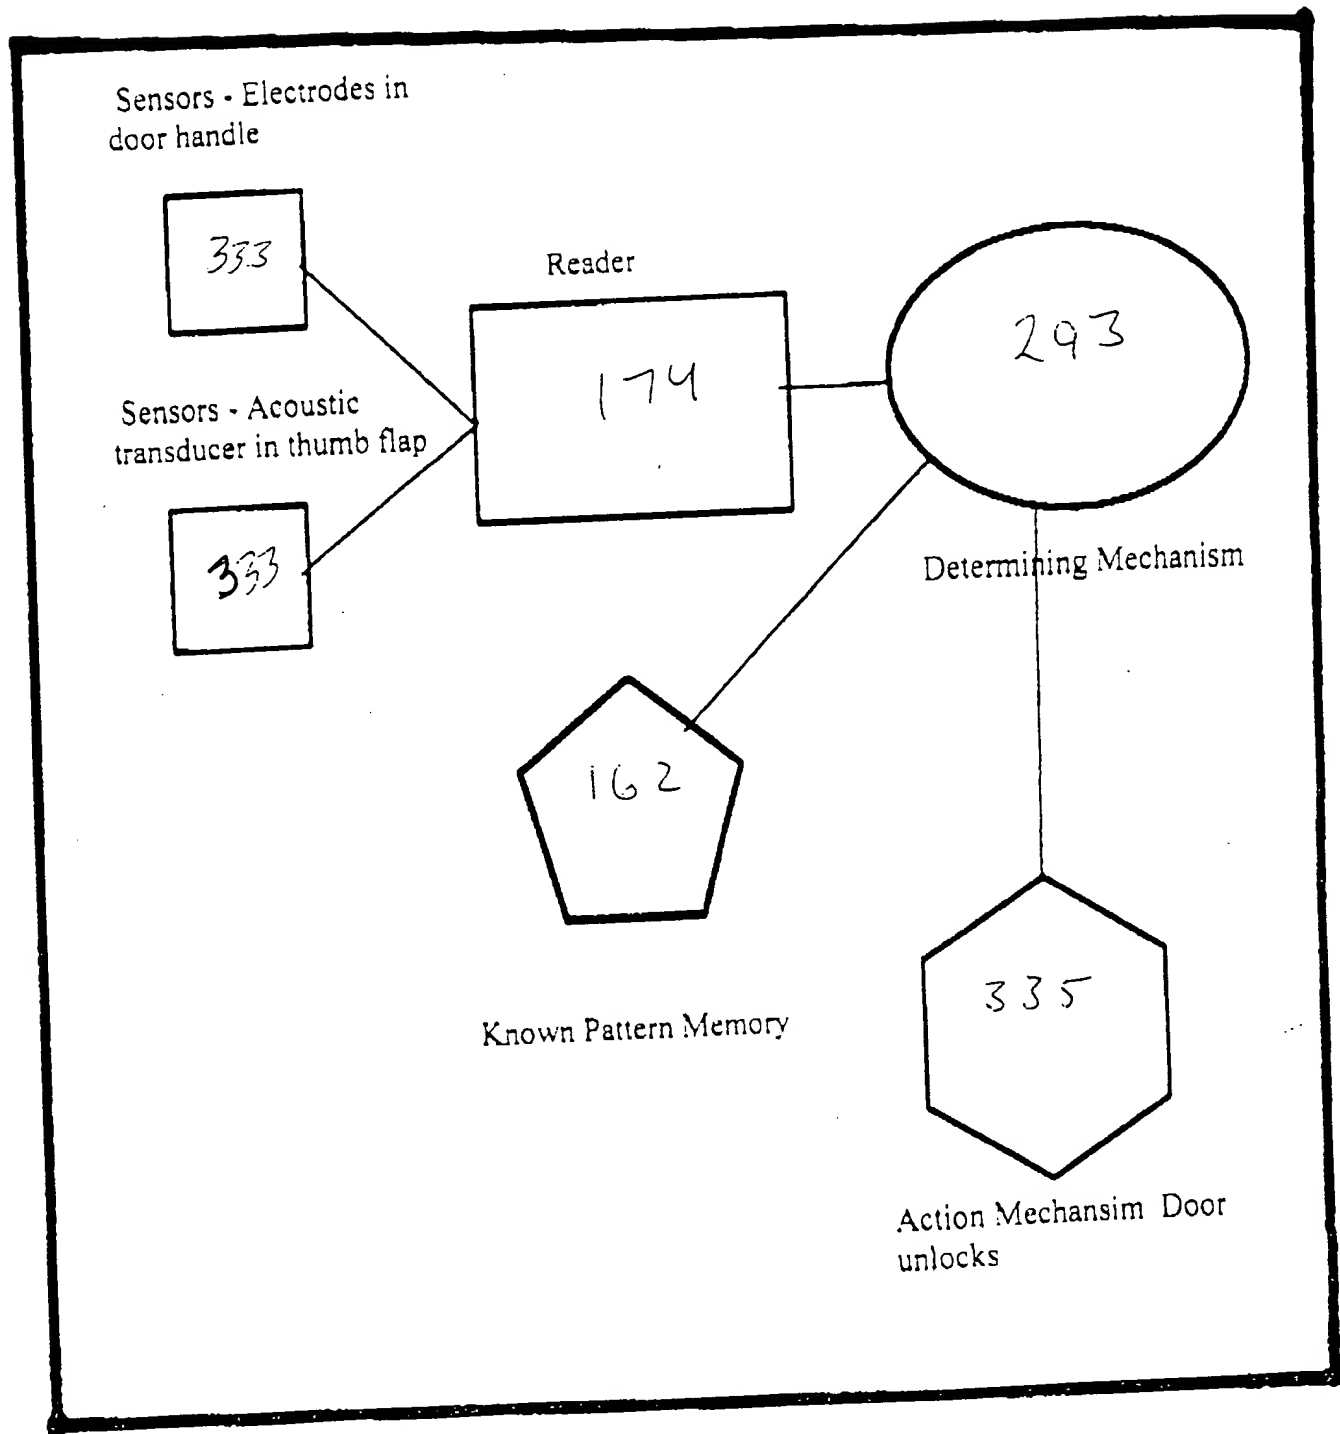 Sensors - Electrodes in
door handle
333
Reader
174
293
Sensors - Acoustic
transducer in thumb flap
333
Determining Mechanism
162
335
Known Pattern Memory
Action Mechansim Door
unlocks